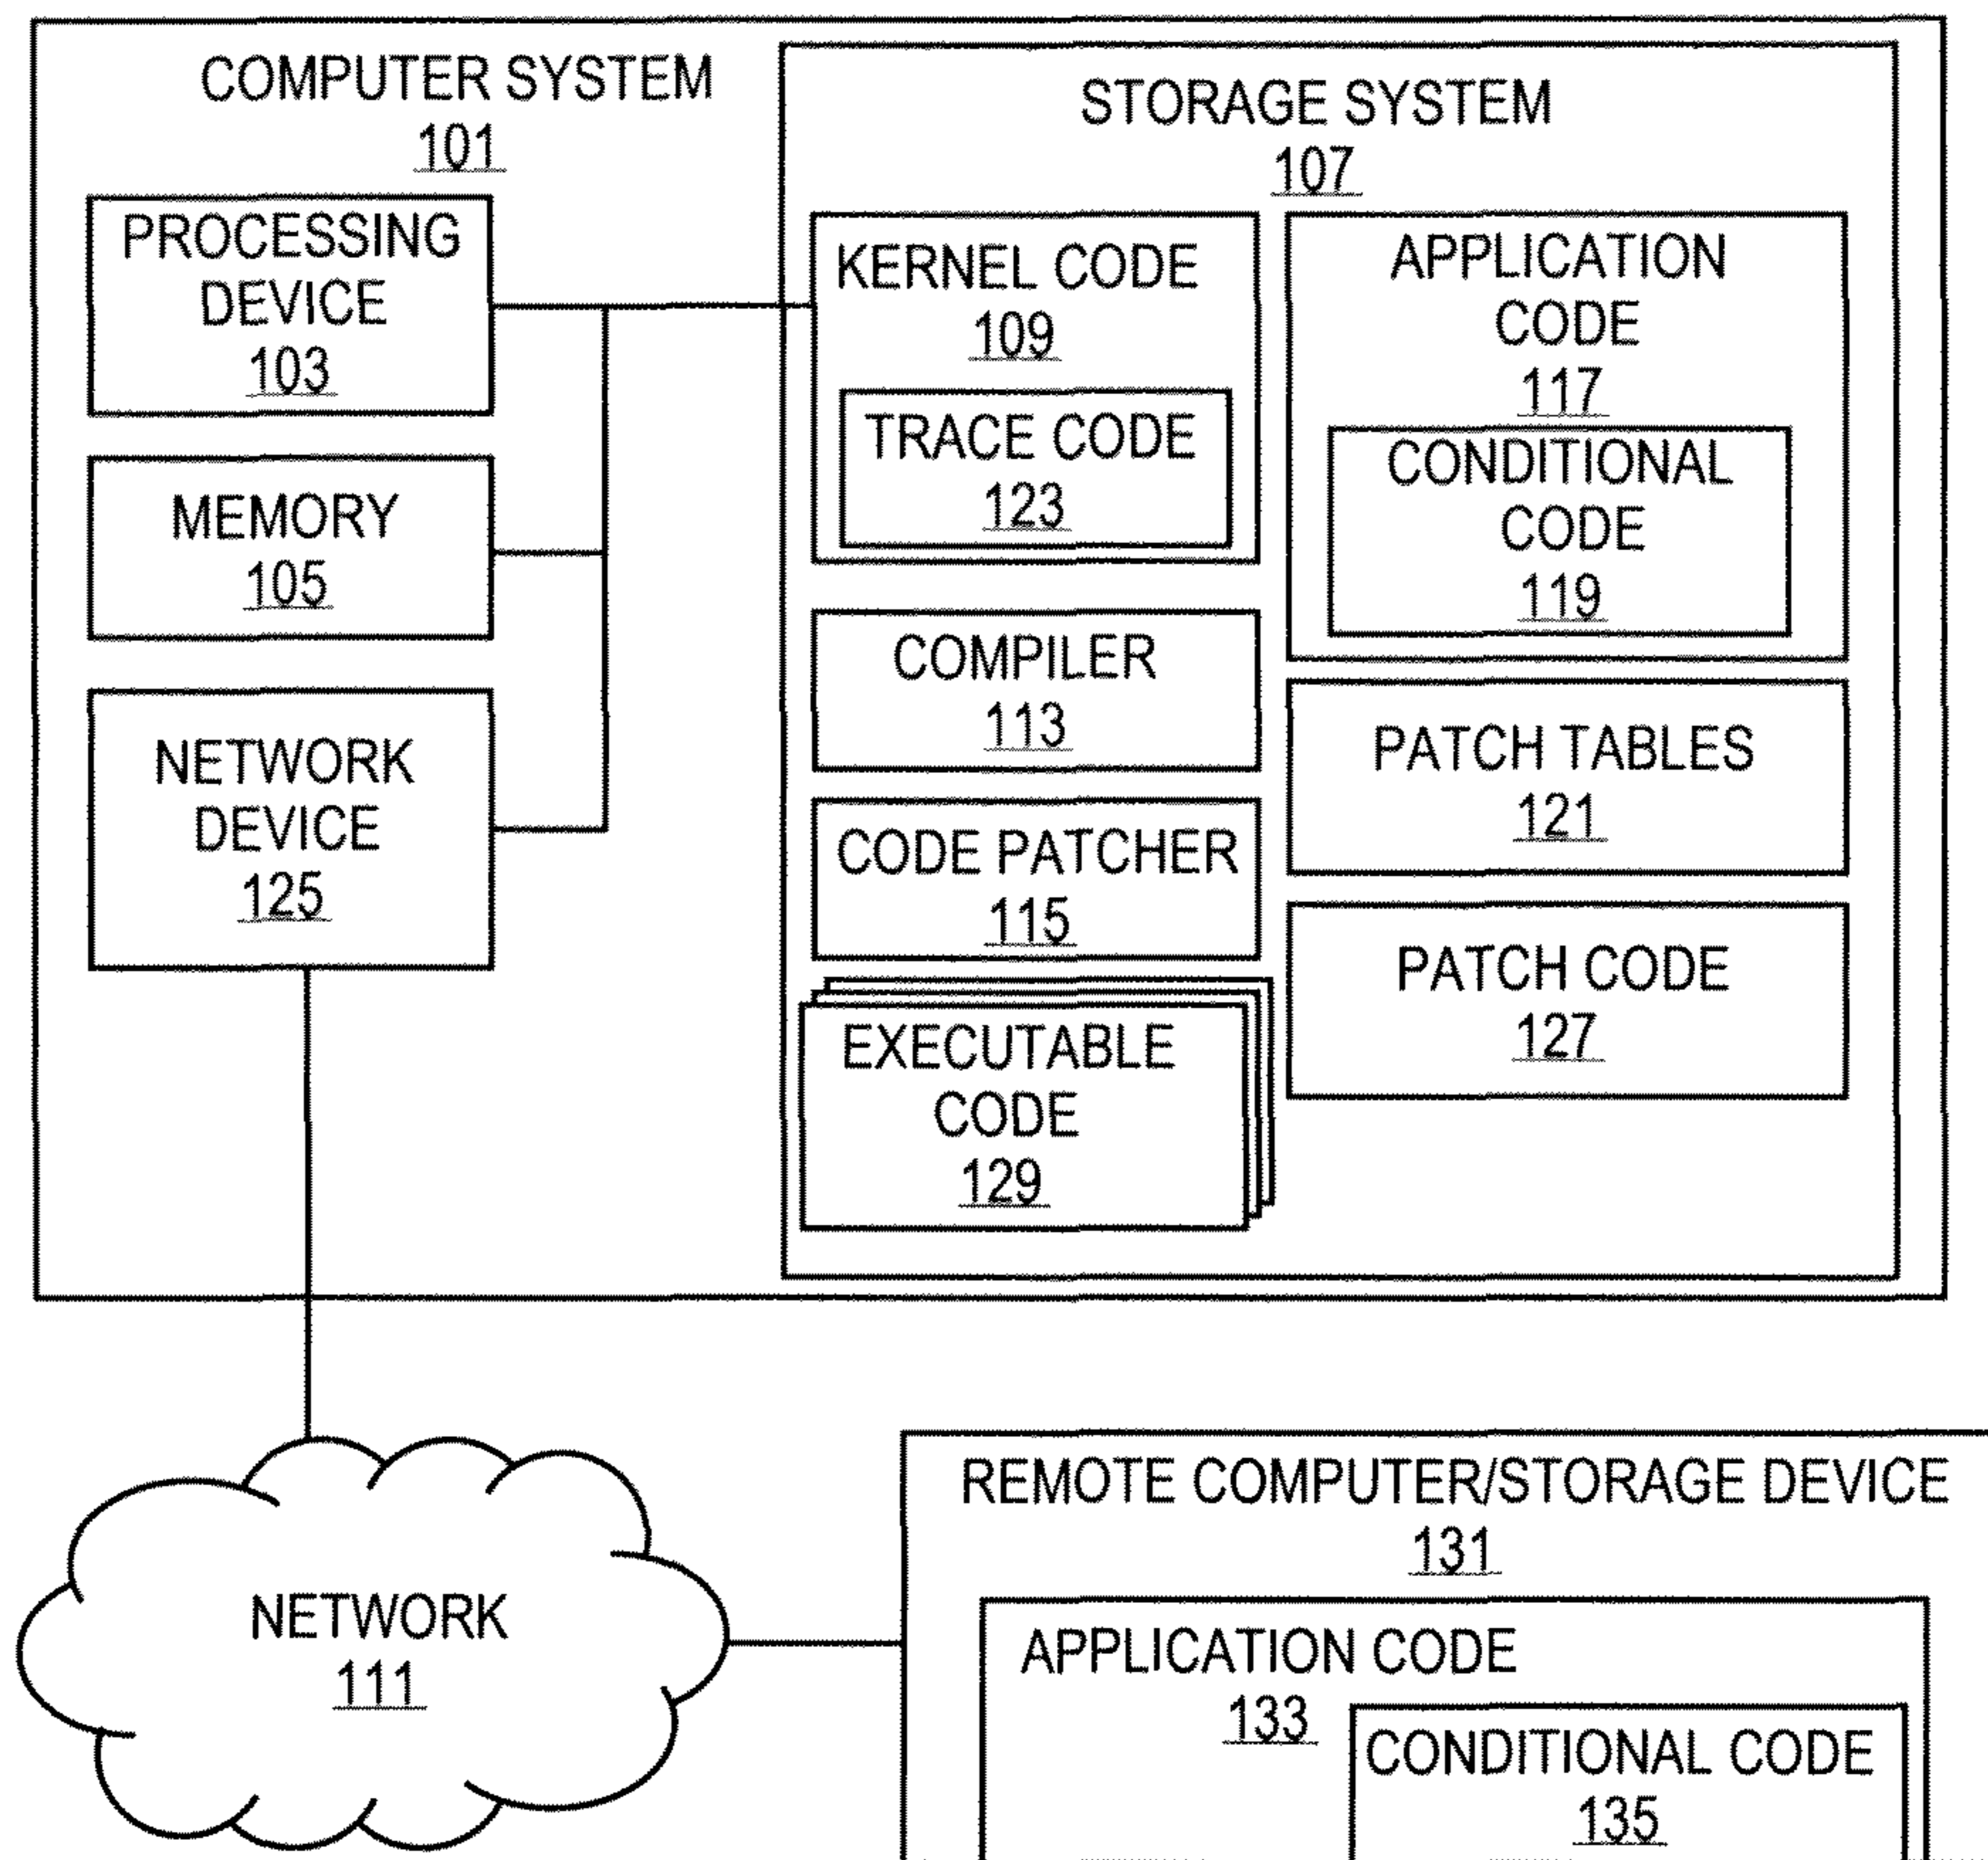 COMPUTER SYSTEM
101
PROCESSING
DEVICE
103
MEMORY
105
NETWORK
DEVICE
125
STORAGE SYSTEM
107
KERNEL CODE
109
TRACE CODE
123
COMPILER
113
CODE PATCHER
115
EXECUTABLE
CODE
129
APPLICATION
CODE
117
CONDITIONAL
CODE
119
PATCH TABLES
121
PATCH CODE
127
NETWORK
111
REMOTE COMPUTER/STORAGE DEVICE
131
APPLICATION CODE
133
CONDITIONAL CODE
135